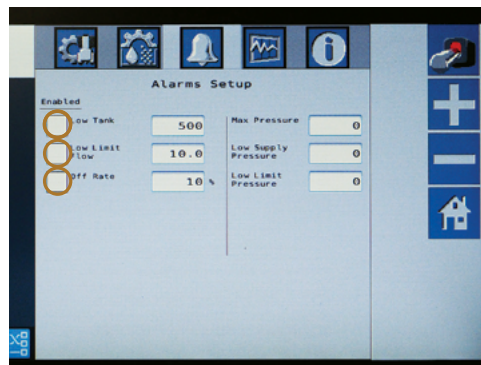 Alarms Setup
Enabled
Low Tank 500
Max Pressure 0
Low Limit
Flow 10.0
Low Supply
Pressure 0
Off Rate 10 %
Low Limit
Pressure 0